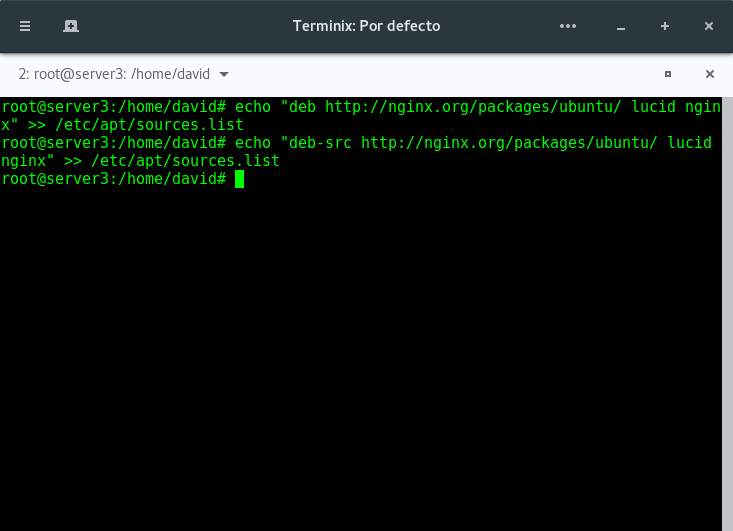 Terminix: Por defecto
2: root@server3: /home/david
root@server3:/home/david# echo "deb http://nginx.org/packages/ubuntu/ lucid ngin
x" >> /etc/apt/sources.list
root@server3:/home/david# echo "deb-src http://nginx.org/packages/ubuntu/ lucid
nginx" >> /etc/apt/sources.list
root@server3:/home/david#